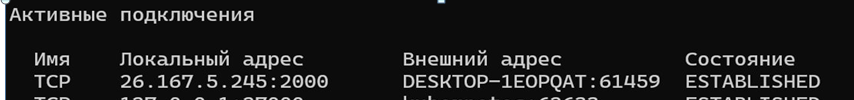 Активные подключения
Имя Локальный адрес Внешний адрес Состояние
TCP 26.167.5.245:2000 DESKTOP-1EOPQAT:61459 ESTABLISHED